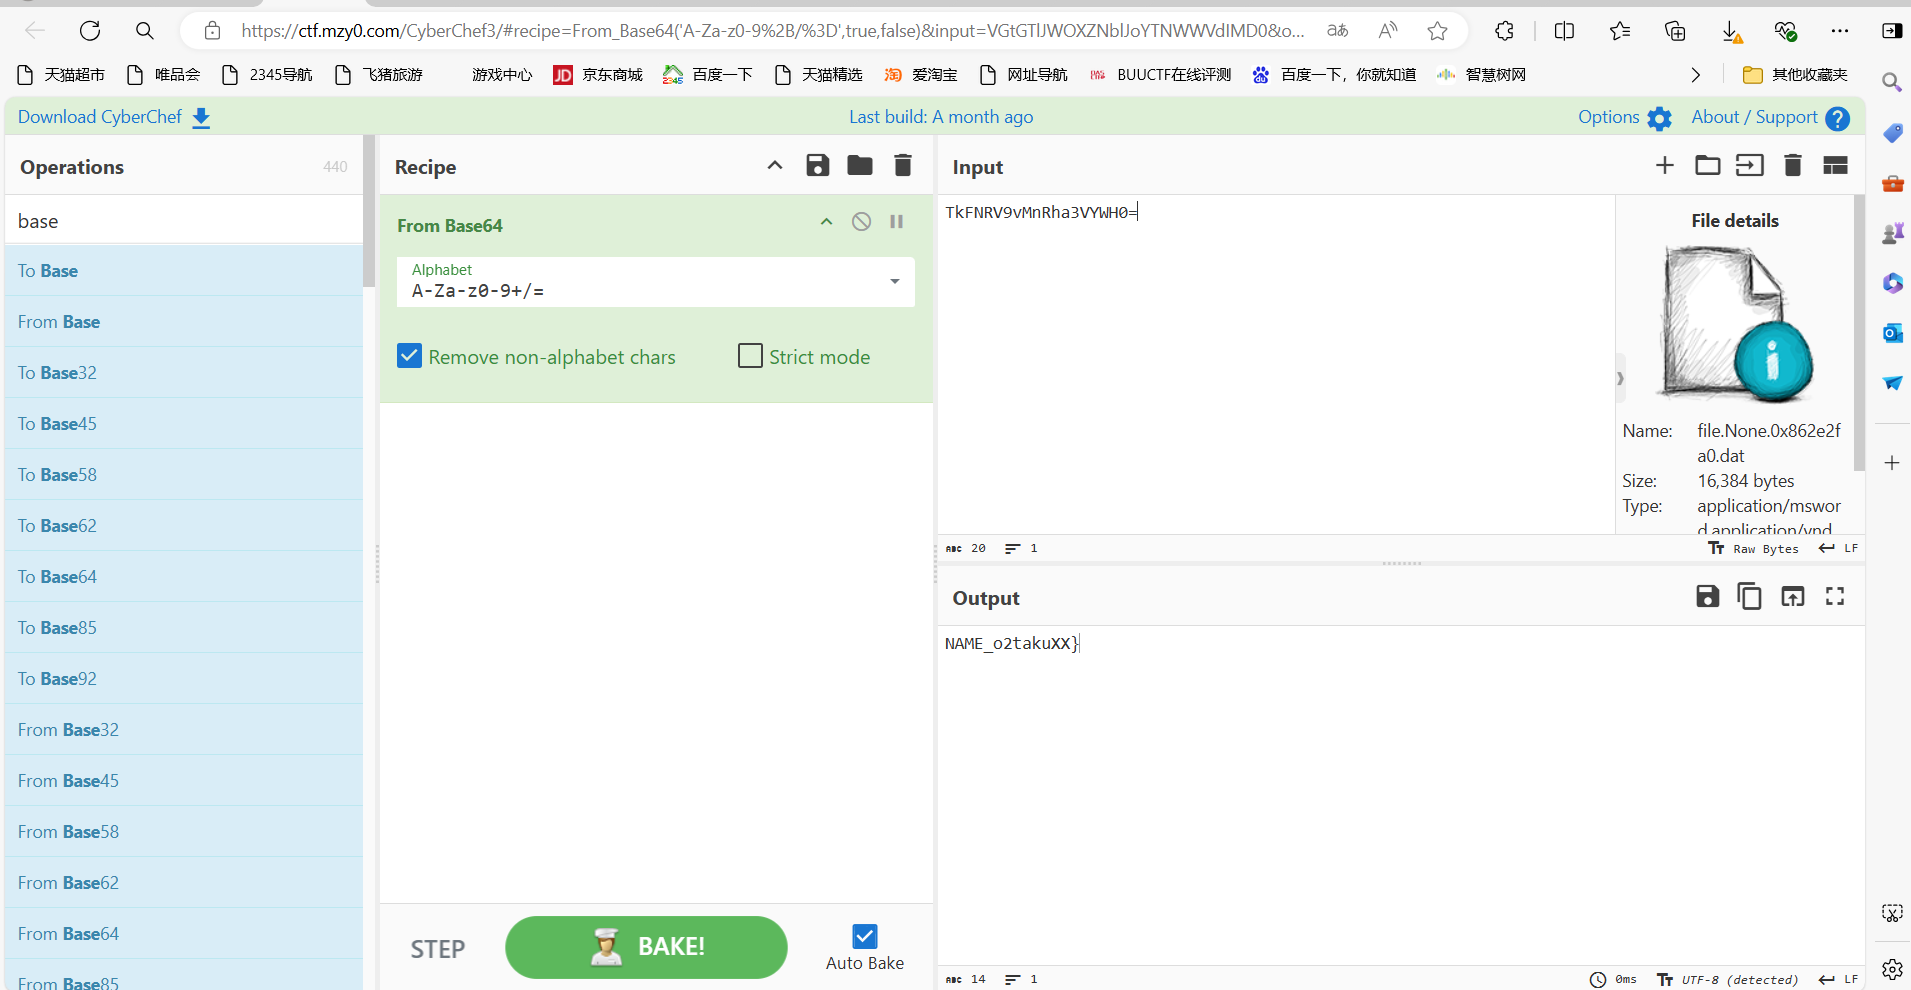 https://ctf.mzy0.com/CyberChef3/#recipe=From_Base64('A-Za-z0-9%2B/%3D',true,false)&input=VGtGTlJWOXZNblJoYTNWWVdIMD0&o...
天猫超市 唯品会 2345导航 飞猪旅游 游戏中心 JD 京东商城 2345 百度一下 天猫精选 淘 爱淘宝 网址导航 BUUCTF在线评测 百度一下，你就知道 智慧树网 其他收藏夹
Download CyberChef Last build: A month ago Options About / Support ?
Operations 440
base
To Base
From Base
To Base32
To Base45
To Base58
To Base62
To Base64
To Base85
To Base92
From Base32
From Base45
From Base58
From Base62
From Base64
From Base85
Recipe
From Base64
Alphabet
A-Za-z0-9+/=
Remove non-alphabet chars Strict mode
STEP BAKE! Auto Bake
Input
TkFNRV9vMnRha3VYWH0=
File details
Name: file.None.0x862e2f
a0.dat
Size: 16,384 bytes
Type: application/mswor
d,application/vnd
ABC 20 1 Tт Raw Bytes LF
Output
NAME_o2takuXX}
ABC 14 1 0ms Tт UTF-8 (detected) LF